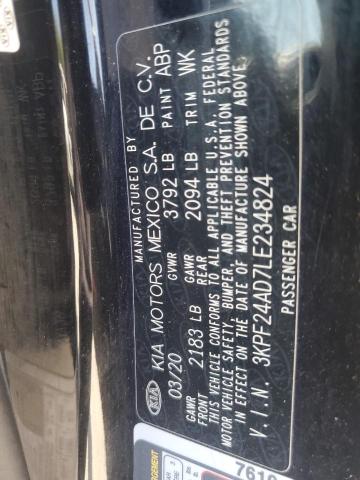 MANUFACTURED BY
KIA KIA MOTORS MEXICO S.A. DE C.V.
03/20 GVWR 3792 LB PAINT ABP
GAWR FRONT 2183 LB GAWR REAR 2094 LB TRIM WK
THIS VEHICLE CONFORMS TO ALL APPLICABLE U.S.A. FEDERAL
MOTOR VEHICLE SAFETY, BUMPER, AND THEFT PREVENTION STANDARDS
IN EFFECT ON THE DATE OF MANUFACTURE SHOWN ABOVE.
V.I.N. 3KPF24AD7LE234824
PASSENGER CAR